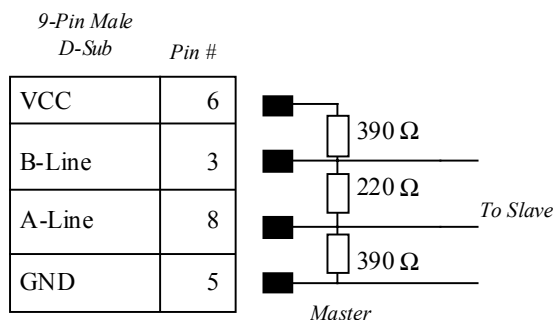 9-Pin Male
D-Sub
Pin #
VCC 6
390 Ω
B-Line 3
220 Ω
A-Line 8
To Slave
390 Ω
GND 5
Master